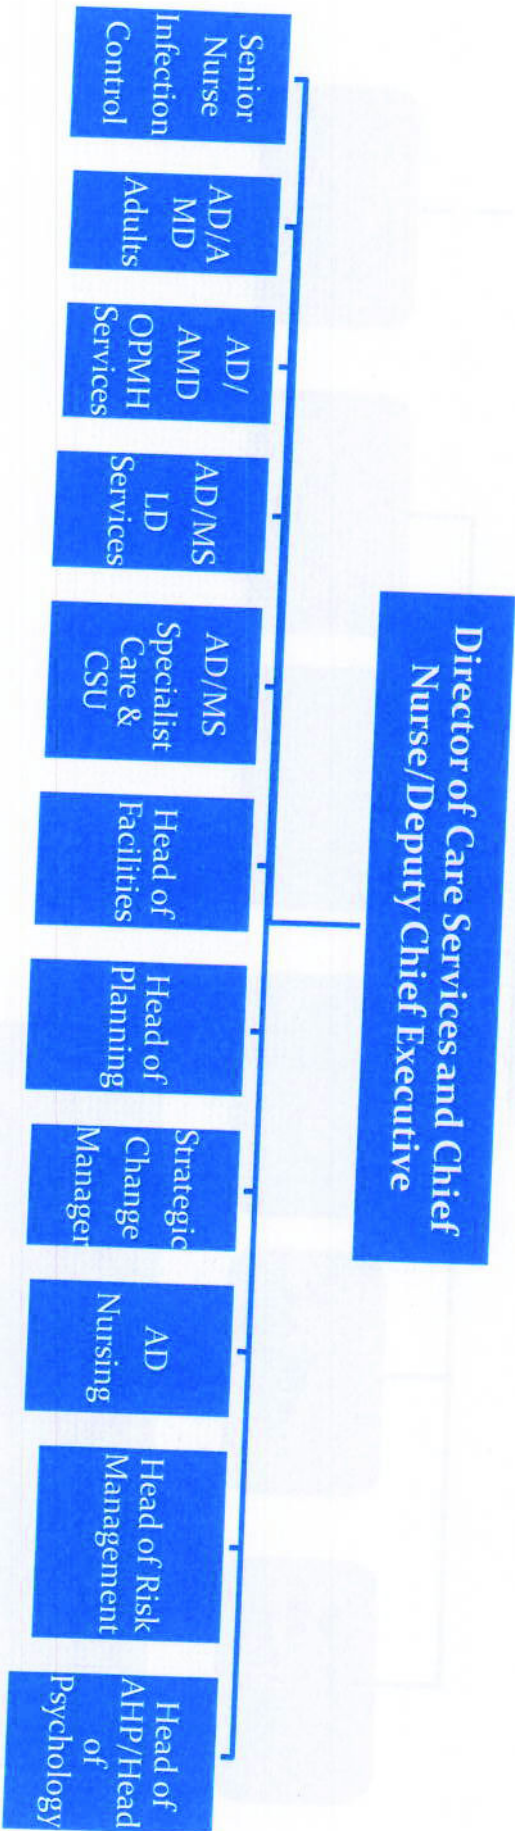 Director of Care Services and Chief
Nurse/Deputy Chief Executive
Senior
Nurse
Infection
Control
AD/A
MD
Adults
AD/
AMD
OPMH
Services
AD/MS
LD
Services
AD/MS
Specialist
Care &
CSU
Head of
Facilities
Head of
Planning
Strategic
Change
Manager
AD
Nursing
Head of Risk
Management
Head of
AHP/Head
of
Psychology